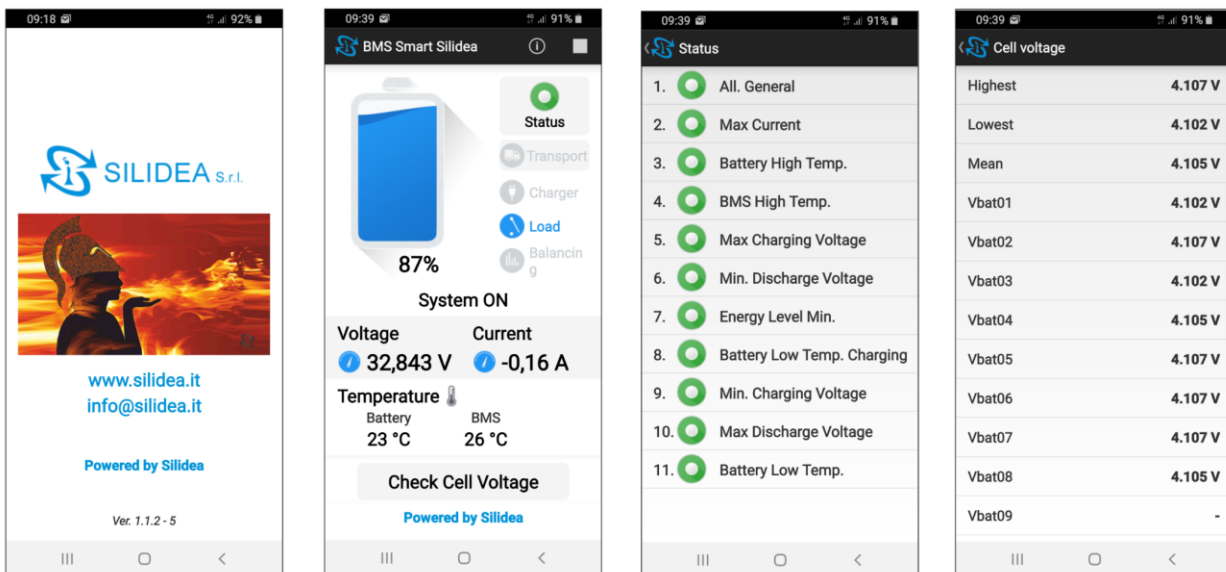 09:18 92%
SILIDEA S.r.l.
www.silidea.it
info@silidea.it
Powered by Silidea
Ver. 1.1.2 - 5
09:39 91%
BMS Smart Silidea
Status
Transport
Charger
Load
Balancin
g
87%
System ON
Voltage Current
32,843 V -0,16 A
Temperature
Battery BMS
23 °C 26 °C
Check Cell Voltage
Powered by Silidea
09:39 91%
Status
1. All. General
2. Max Current
3. Battery High Temp.
4. BMS High Temp.
5. Max Charging Voltage
6. Min. Discharge Voltage
7. Energy Level Min.
8. Battery Low Temp. Charging
9. Min. Charging Voltage
10. Max Discharge Voltage
11. Battery Low Temp.
09:39 91%
Cell voltage
Highest 4.107 V
Lowest 4.102 V
Mean 4.105 V
Vbat01 4.102 V
Vbat02 4.107 V
Vbat03 4.102 V
Vbat04 4.105 V
Vbat05 4.107 V
Vbat06 4.107 V
Vbat07 4.107 V
Vbat08 4.105 V
Vbat09 -